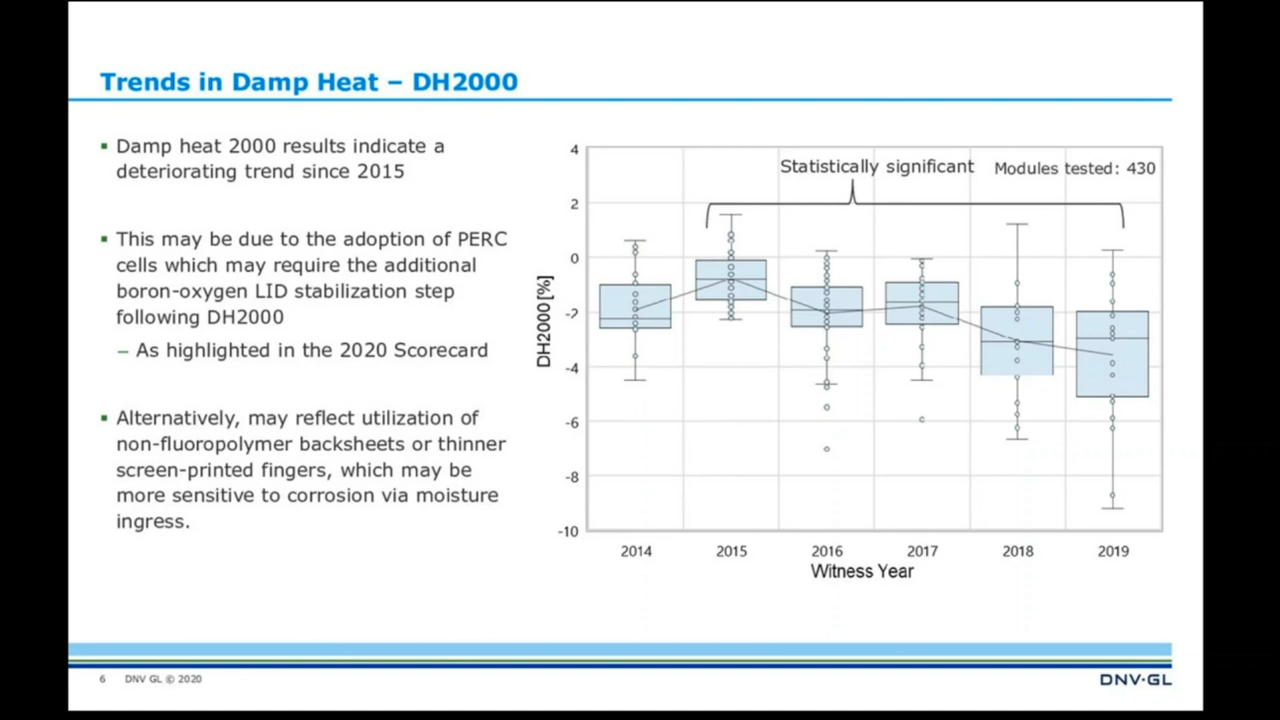 Trends in Damp Heat – DH2000
▪ Damp heat 2000 results indicate a
deteriorating trend since 2015
▪ This may be due to the adoption of PERC
cells which may require the additional
boron-oxygen LID stabilization step
following DH2000
– As highlighted in the 2020 Scorecard
▪ Alternatively, may reflect utilization of
non-fluoropolymer backsheets or thinner
screen-printed fingers, which may be
more sensitive to corrosion via moisture
ingress.
Statistically significant
Modules tested: 430
DH2000[%]
4
2
0
-2
-4
-6
-8
-10
2014 2015 2016 2017 2018 2019
Witness Year
6 DNV GL © 2020
DNV·GL